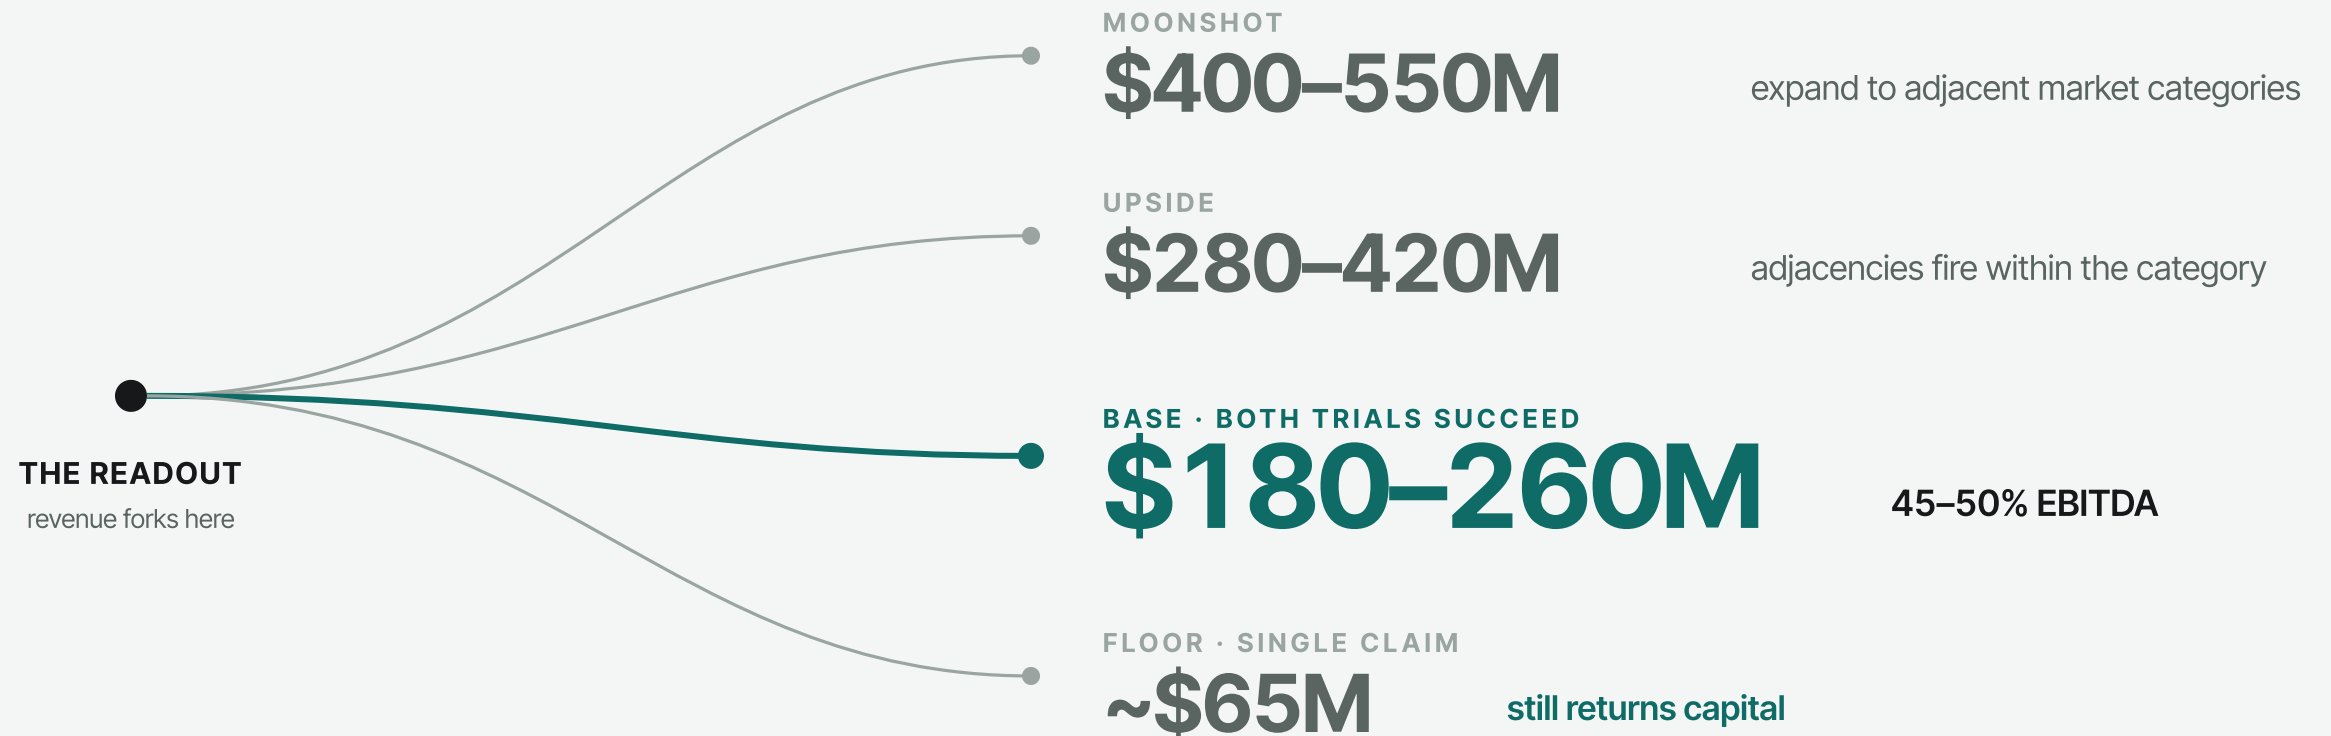 MOONSHOT
$400–550M
expand to adjacent market categories
UPSIDE
$280–420M
adjacencies fire within the category
THE READOUT
revenue forks here
BASE · BOTH TRIALS SUCCEED
$180–260M
45–50% EBITDA
FLOOR · SINGLE CLAIM
~$65M
still returns capital